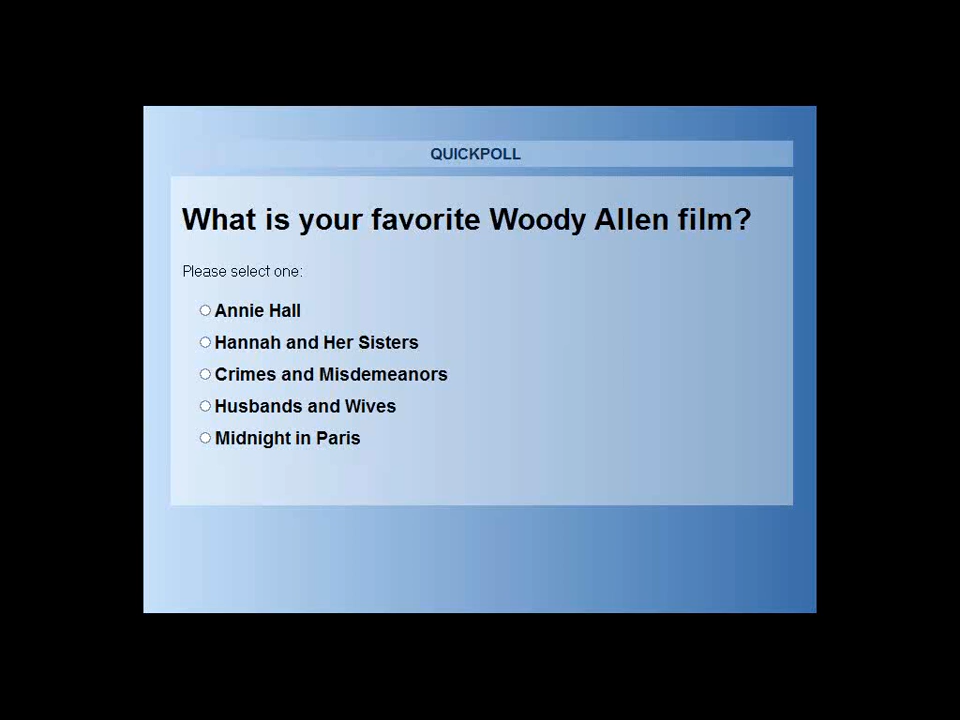 QUICKPOLL
What is your favorite Woody Allen film?
Please select one:
Annie Hall
Hannah and Her Sisters
Crimes and Misdemeanors
Husbands and Wives
Midnight in Paris